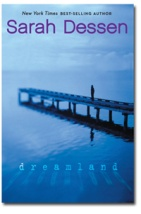 New York Times BEST-SELLING AUTHOR
Sarah Dessen
dreamland